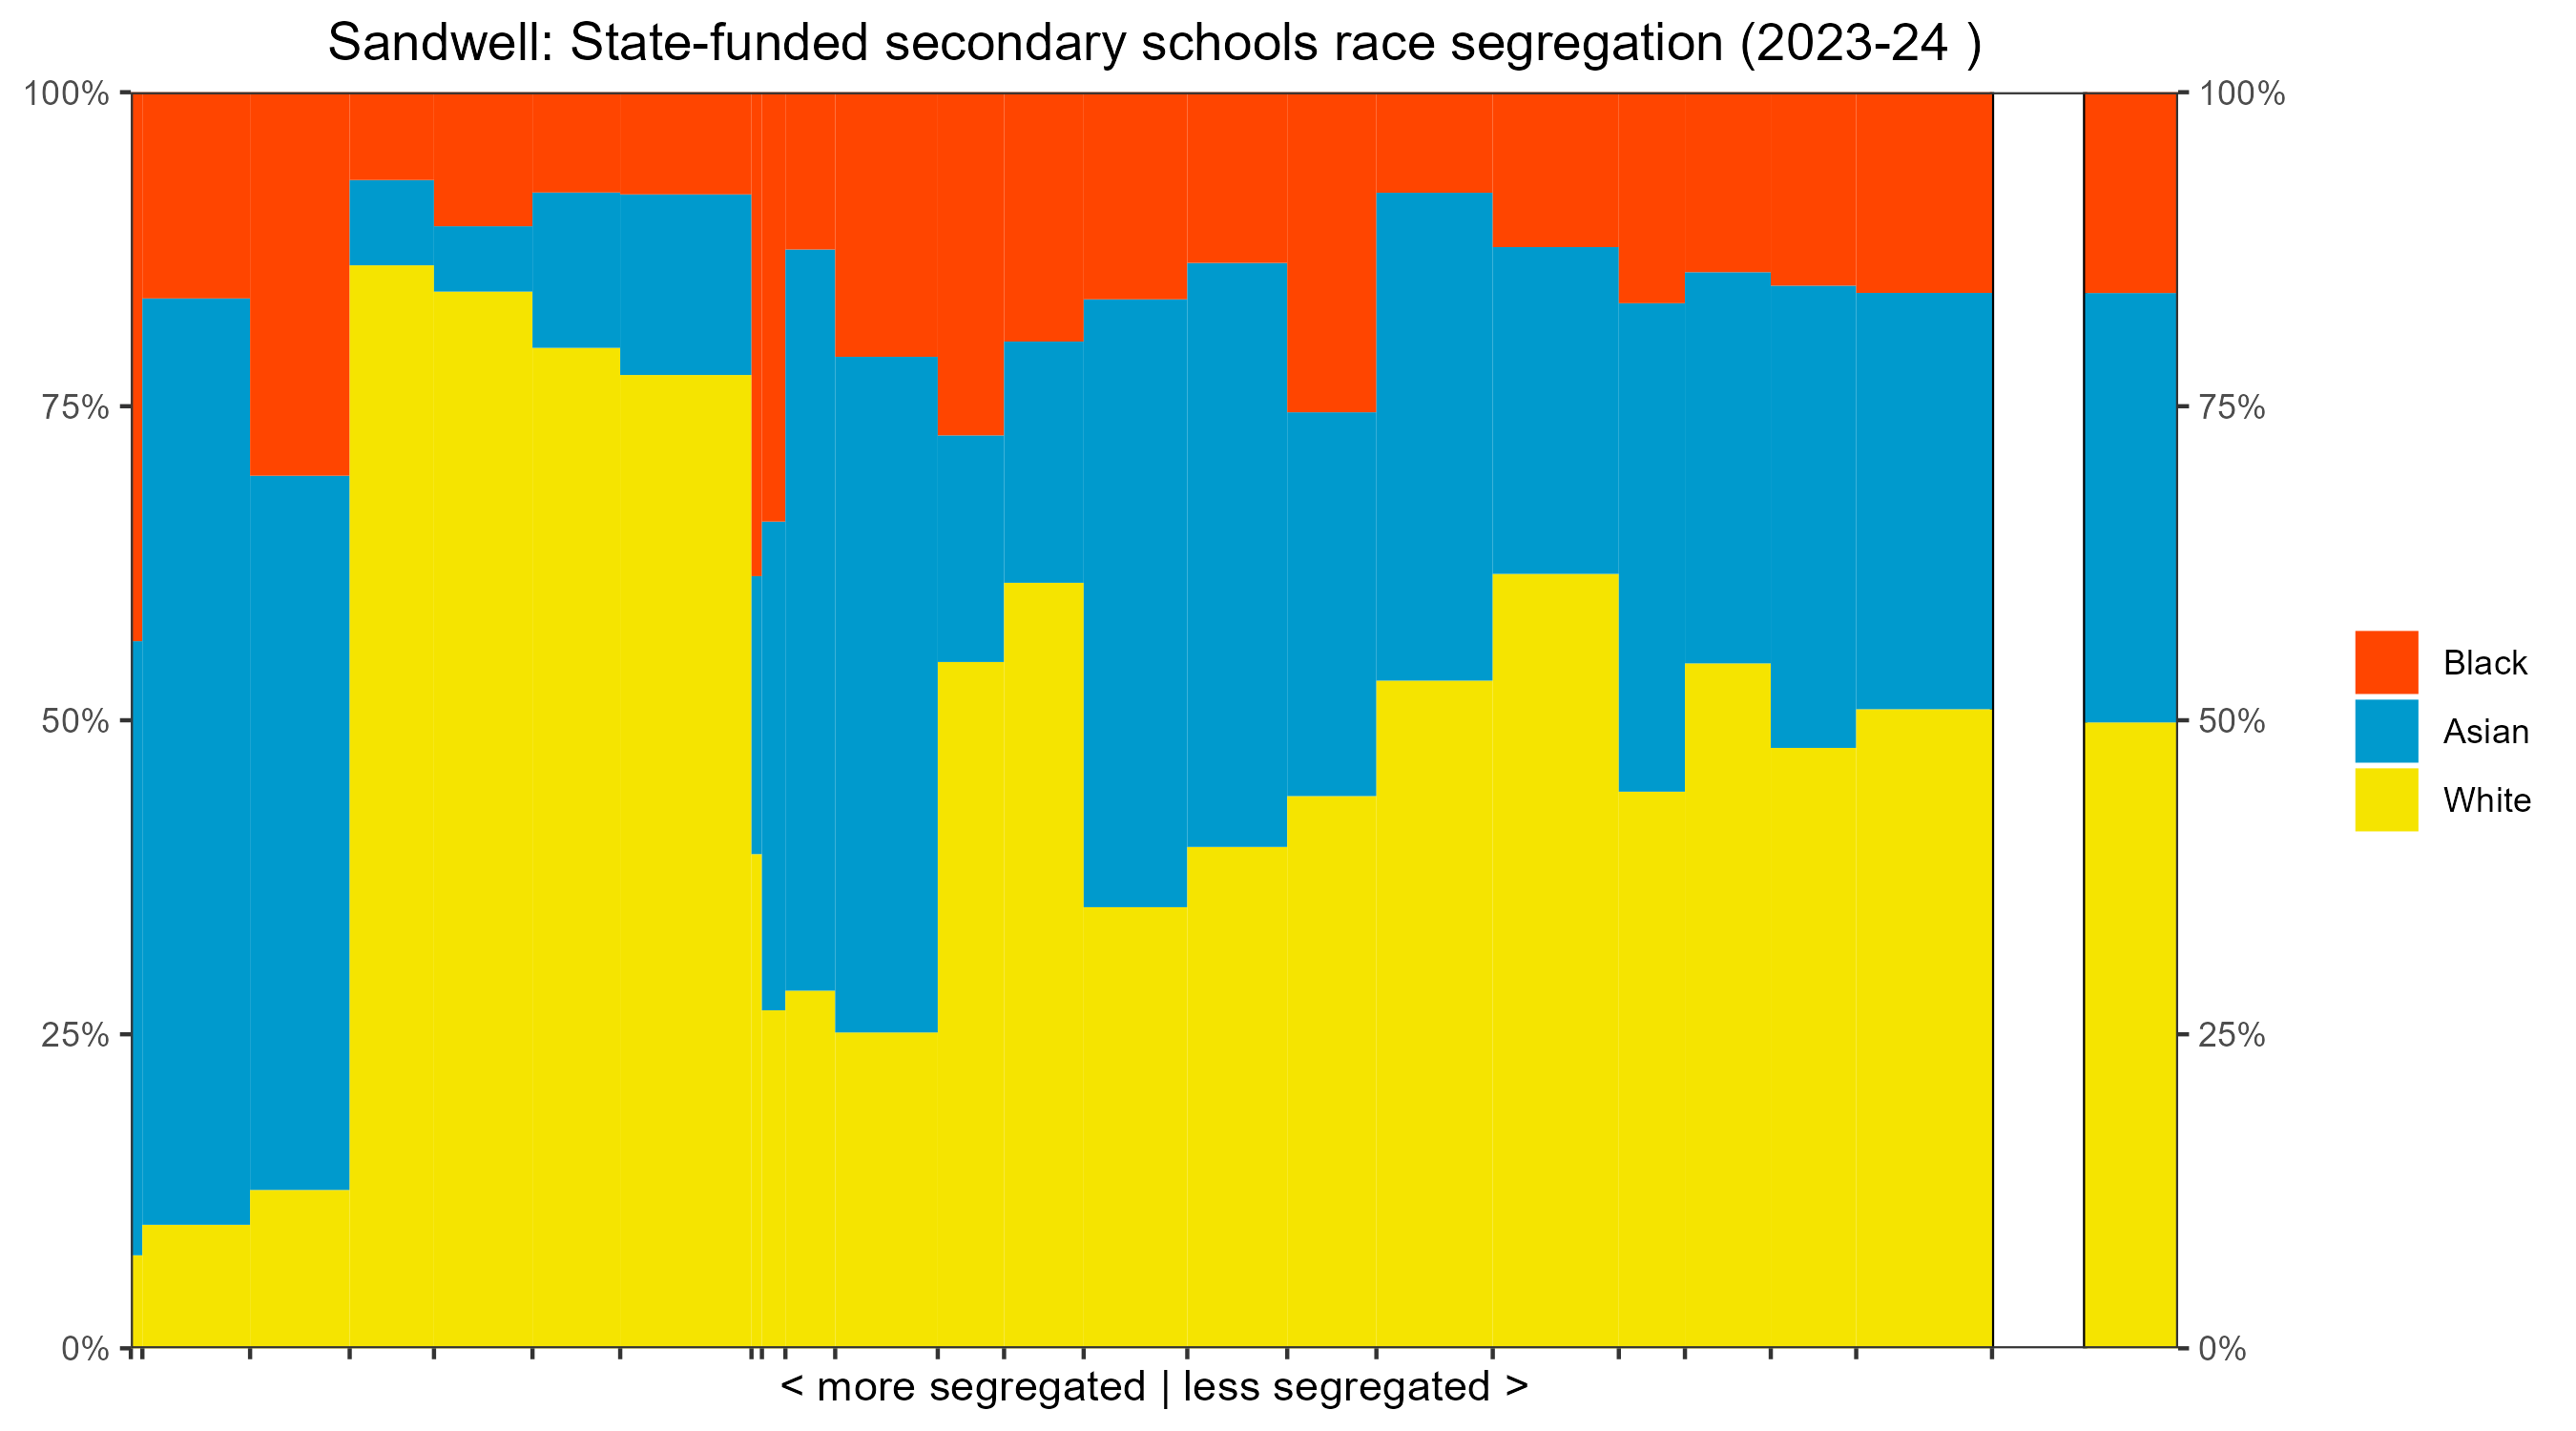 Sandwell: State-funded secondary schools race segregation (2023-24 )
100%
75%
50%
25%
0%
100%
75%
50%
25%
0%
Black
Asian
White
< more segregated | less segregated >